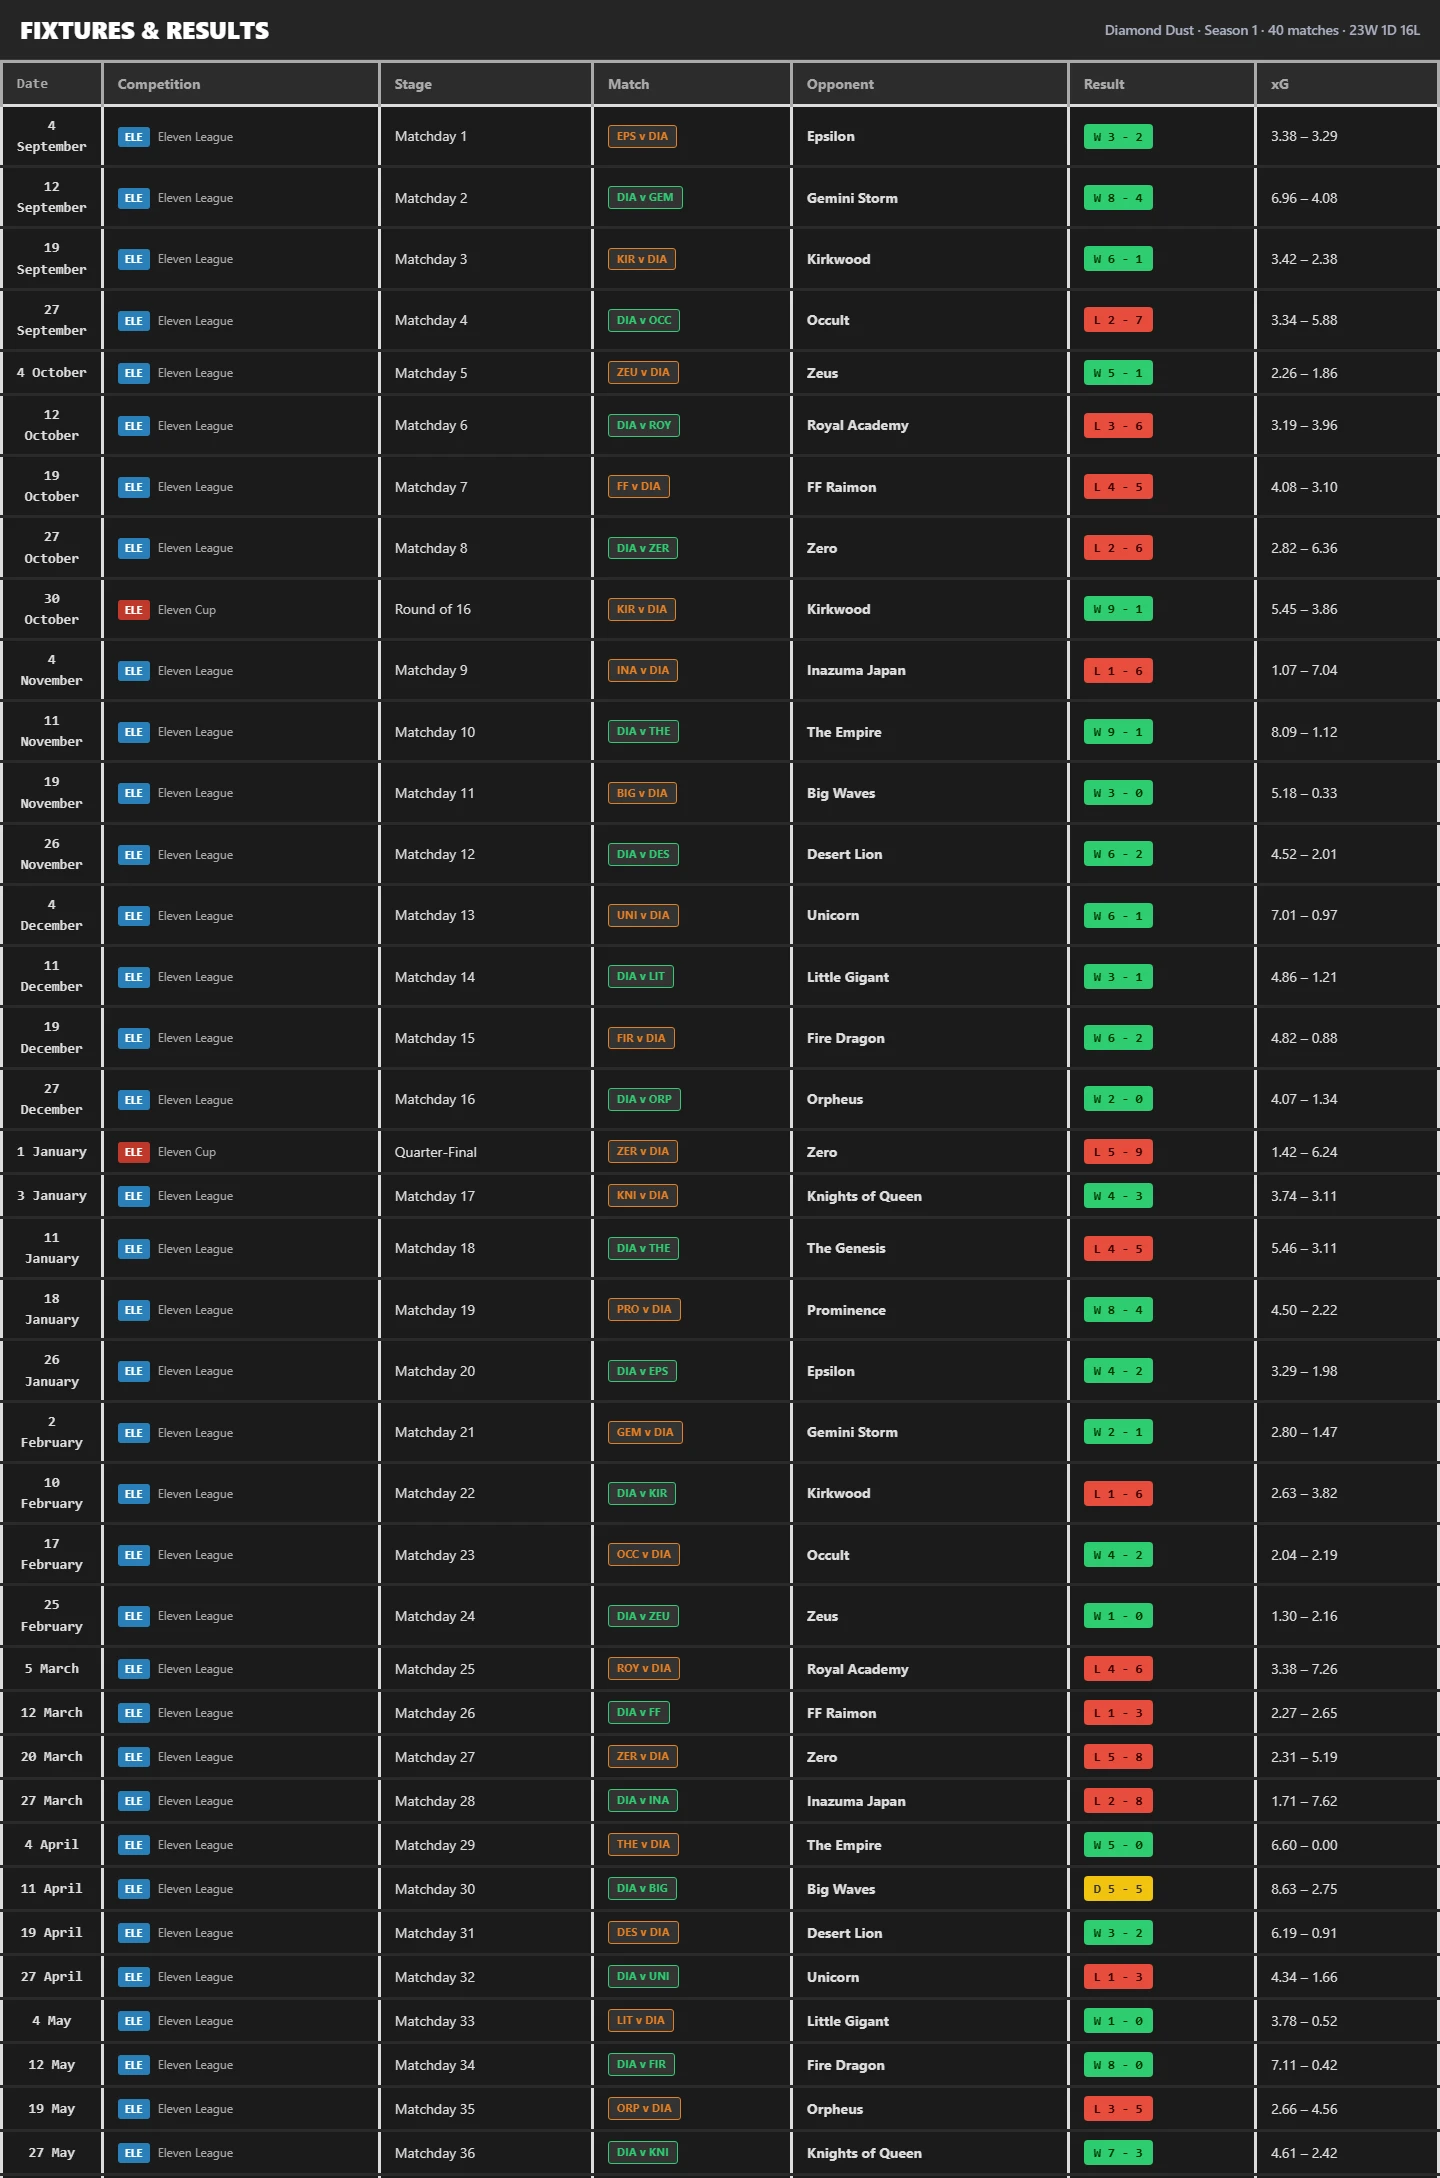 FIXTURES & RESULTS
Diamond Dust · Season 1 · 40 matches · 23W 1D 16L
Date Competition Stage Match Opponent Result xG
4 September ELE Eleven League Matchday 1 EPS v DIA Epsilon W 3 - 2 3.38 – 3.29
12 September ELE Eleven League Matchday 2 DIA v GEM Gemini Storm W 8 - 4 6.96 – 4.08
19 September ELE Eleven League Matchday 3 KIR v DIA Kirkwood W 6 - 1 3.42 – 2.38
27 September ELE Eleven League Matchday 4 DIA v OCC Occult L 2 - 7 3.34 – 5.88
4 October ELE Eleven League Matchday 5 ZEU v DIA Zeus W 5 - 1 2.26 – 1.86
12 October ELE Eleven League Matchday 6 DIA v ROY Royal Academy L 3 - 6 3.19 – 3.96
19 October ELE Eleven League Matchday 7 FF v DIA FF Raimon L 4 - 5 4.08 – 3.10
27 October ELE Eleven League Matchday 8 DIA v ZER Zero L 2 - 6 2.82 – 6.36
30 October ELE Eleven Cup Round of 16 KIR v DIA Kirkwood W 9 - 1 5.45 – 3.86
4 November ELE Eleven League Matchday 9 INA v DIA Inazuma Japan L 1 - 6 1.07 – 7.04
11 November ELE Eleven League Matchday 10 DIA v THE The Empire W 9 - 1 8.09 – 1.12
19 November ELE Eleven League Matchday 11 BIG v DIA Big Waves W 3 - 0 5.18 – 0.33
26 November ELE Eleven League Matchday 12 DIA v DES Desert Lion W 6 - 2 4.52 – 2.01
4 December ELE Eleven League Matchday 13 UNI v DIA Unicorn W 6 - 1 7.01 – 0.97
11 December ELE Eleven League Matchday 14 DIA v LIT Little Gigant W 3 - 1 4.86 – 1.21
19 December ELE Eleven League Matchday 15 FIR v DIA Fire Dragon W 6 - 2 4.82 – 0.88
27 December ELE Eleven League Matchday 16 DIA v ORP Orpheus W 2 - 0 4.07 – 1.34
1 January ELE Eleven Cup Quarter-Final ZER v DIA Zero L 5 - 9 1.42 – 6.24
3 January ELE Eleven League Matchday 17 KNI v DIA Knights of Queen W 4 - 3 3.74 – 3.11
11 January ELE Eleven League Matchday 18 DIA v THE The Genesis L 4 - 5 5.46 – 3.11
18 January ELE Eleven League Matchday 19 PRO v DIA Prominence W 8 - 4 4.50 – 2.22
26 January ELE Eleven League Matchday 20 DIA v EPS Epsilon W 4 - 2 3.29 – 1.98
2 February ELE Eleven League Matchday 21 GEM v DIA Gemini Storm W 2 - 1 2.80 – 1.47
10 February ELE Eleven League Matchday 22 DIA v KIR Kirkwood L 1 - 6 2.63 – 3.82
17 February ELE Eleven League Matchday 23 OCC v DIA Occult W 4 - 2 2.04 – 2.19
25 February ELE Eleven League Matchday 24 DIA v ZEU Zeus W 1 - 0 1.30 – 2.16
5 March ELE Eleven League Matchday 25 ROY v DIA Royal Academy L 4 - 6 3.38 – 7.26
12 March ELE Eleven League Matchday 26 DIA v FF FF Raimon L 1 - 3 2.27 – 2.65
20 March ELE Eleven League Matchday 27 ZER v DIA Zero L 5 - 8 2.31 – 5.19
27 March ELE Eleven League Matchday 28 DIA v INA Inazuma Japan L 2 - 8 1.71 – 7.62
4 April ELE Eleven League Matchday 29 THE v DIA The Empire W 5 - 0 6.60 – 0.00
11 April ELE Eleven League Matchday 30 DIA v BIG Big Waves D 5 - 5 8.63 – 2.75
19 April ELE Eleven League Matchday 31 DES v DIA Desert Lion W 3 - 2 6.19 – 0.91
27 April ELE Eleven League Matchday 32 DIA v UNI Unicorn L 1 - 3 4.34 – 1.66
4 May ELE Eleven League Matchday 33 LIT v DIA Little Gigant W 1 - 0 3.78 – 0.52
12 May ELE Eleven League Matchday 34 DIA v FIR Fire Dragon W 8 - 0 7.11 – 0.42
19 May ELE Eleven League Matchday 35 ORP v DIA Orpheus L 3 - 5 2.66 – 4.56
27 May ELE Eleven League Matchday 36 DIA v KNI Knights of Queen W 7 - 3 4.61 – 2.42